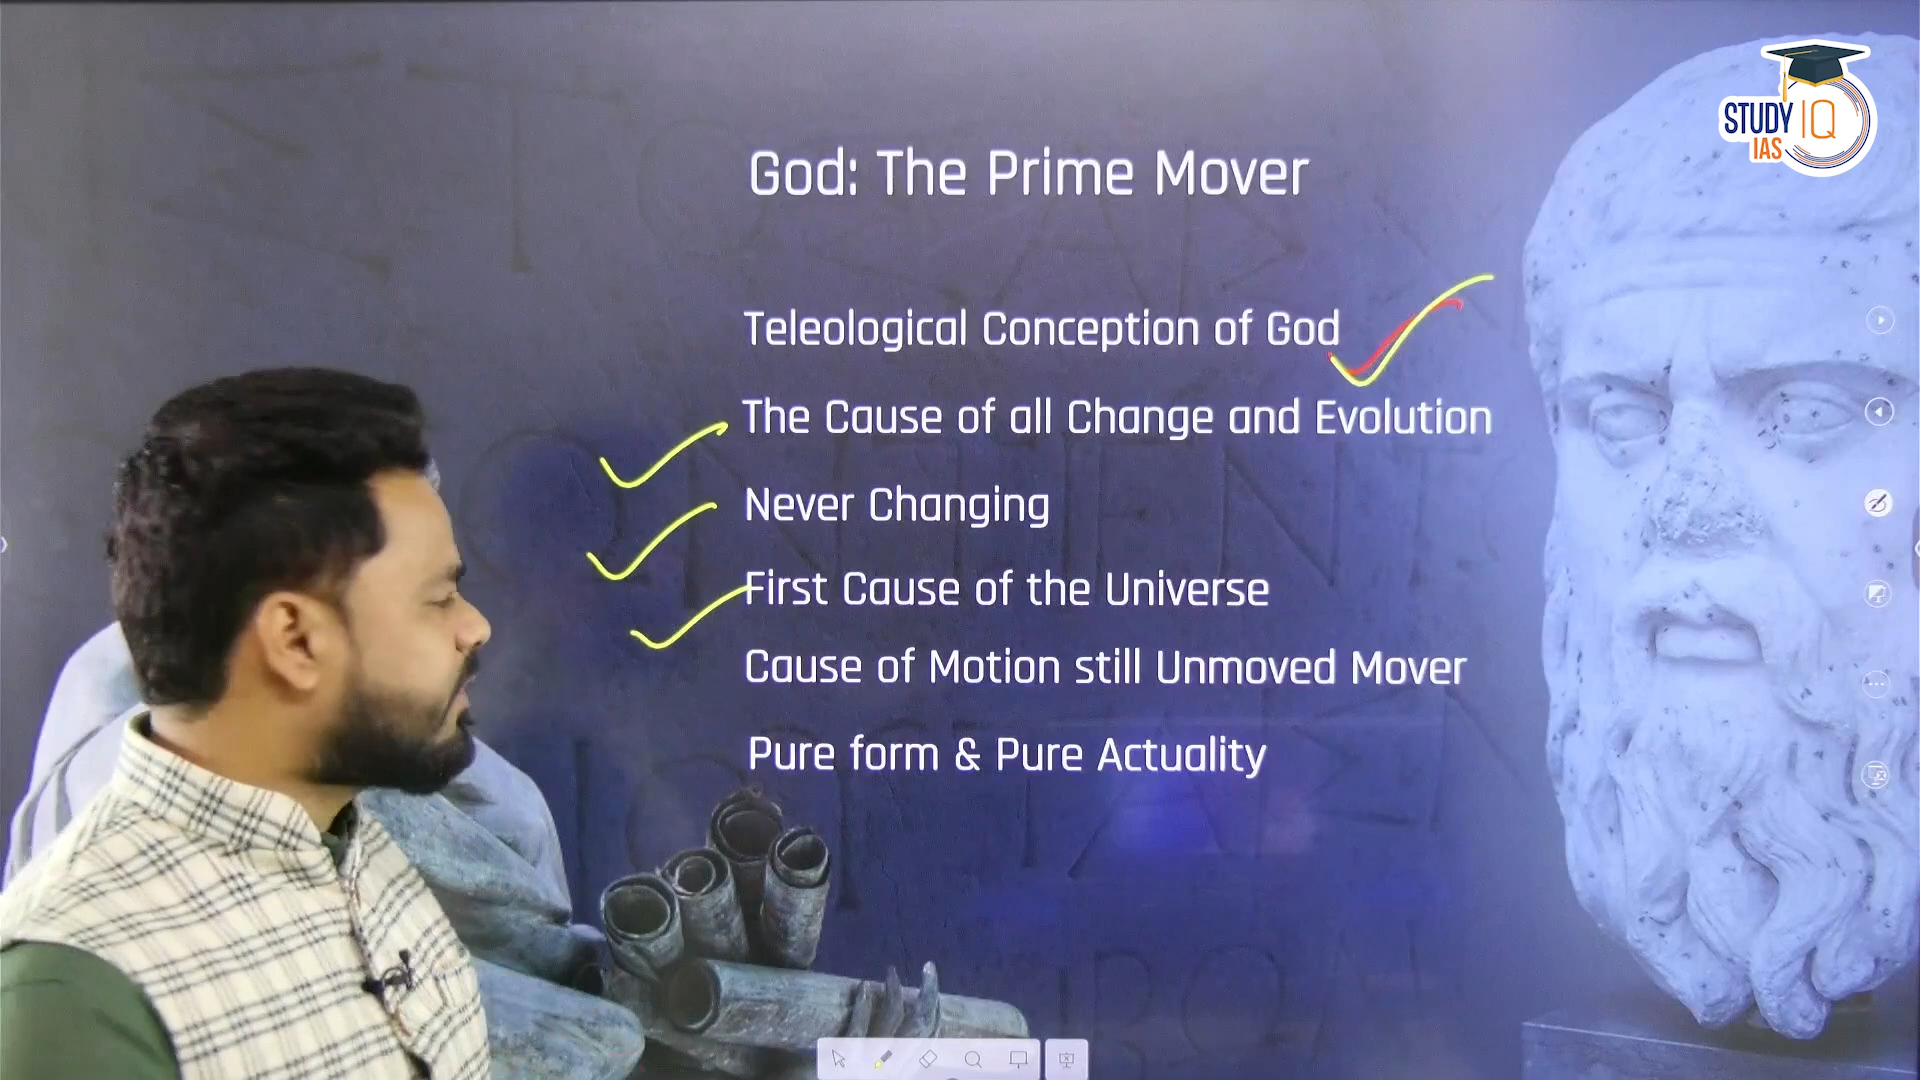 STUDY IQ
IAS
God: The Prime Mover
Teleological Conception of God
The Cause of all Change and Evolution
Never Changing
First Cause of the Universe
Cause of Motion still Unmoved Mover
Pure form & Pure Actuality